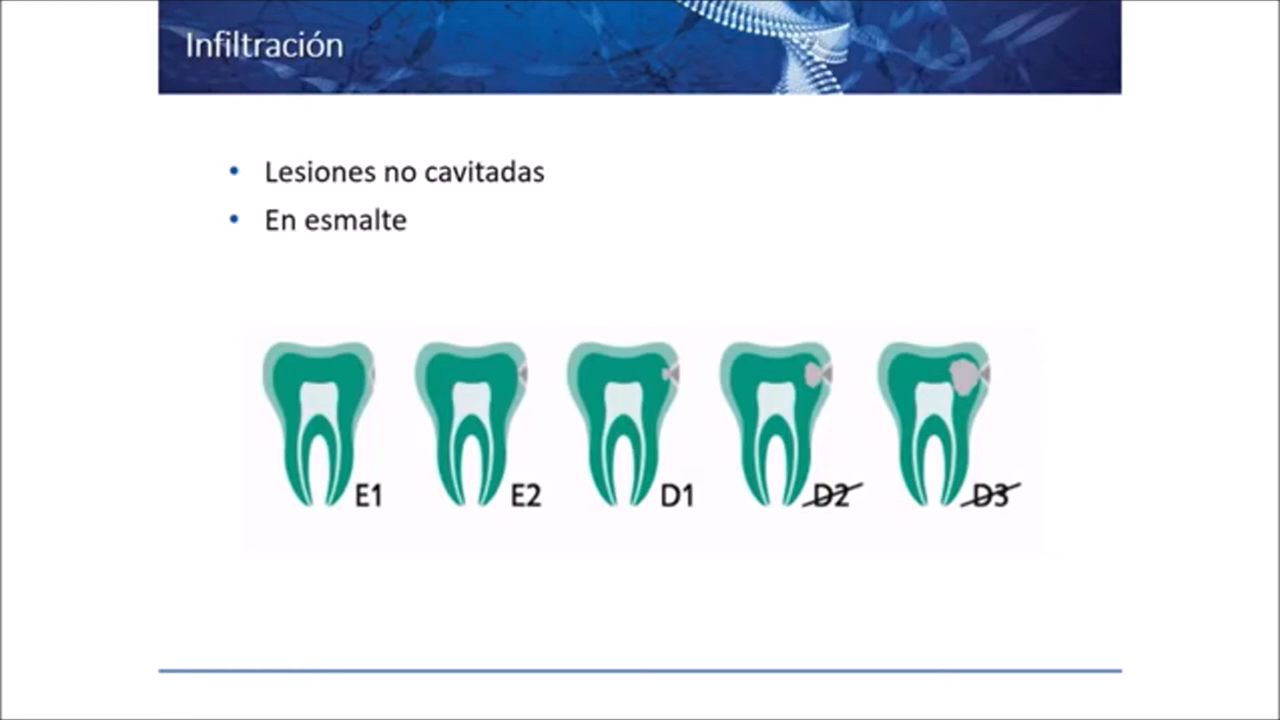 Infiltración
• Lesiones no cavitadas
• En esmalte
E1 E2 D1 D2 D3